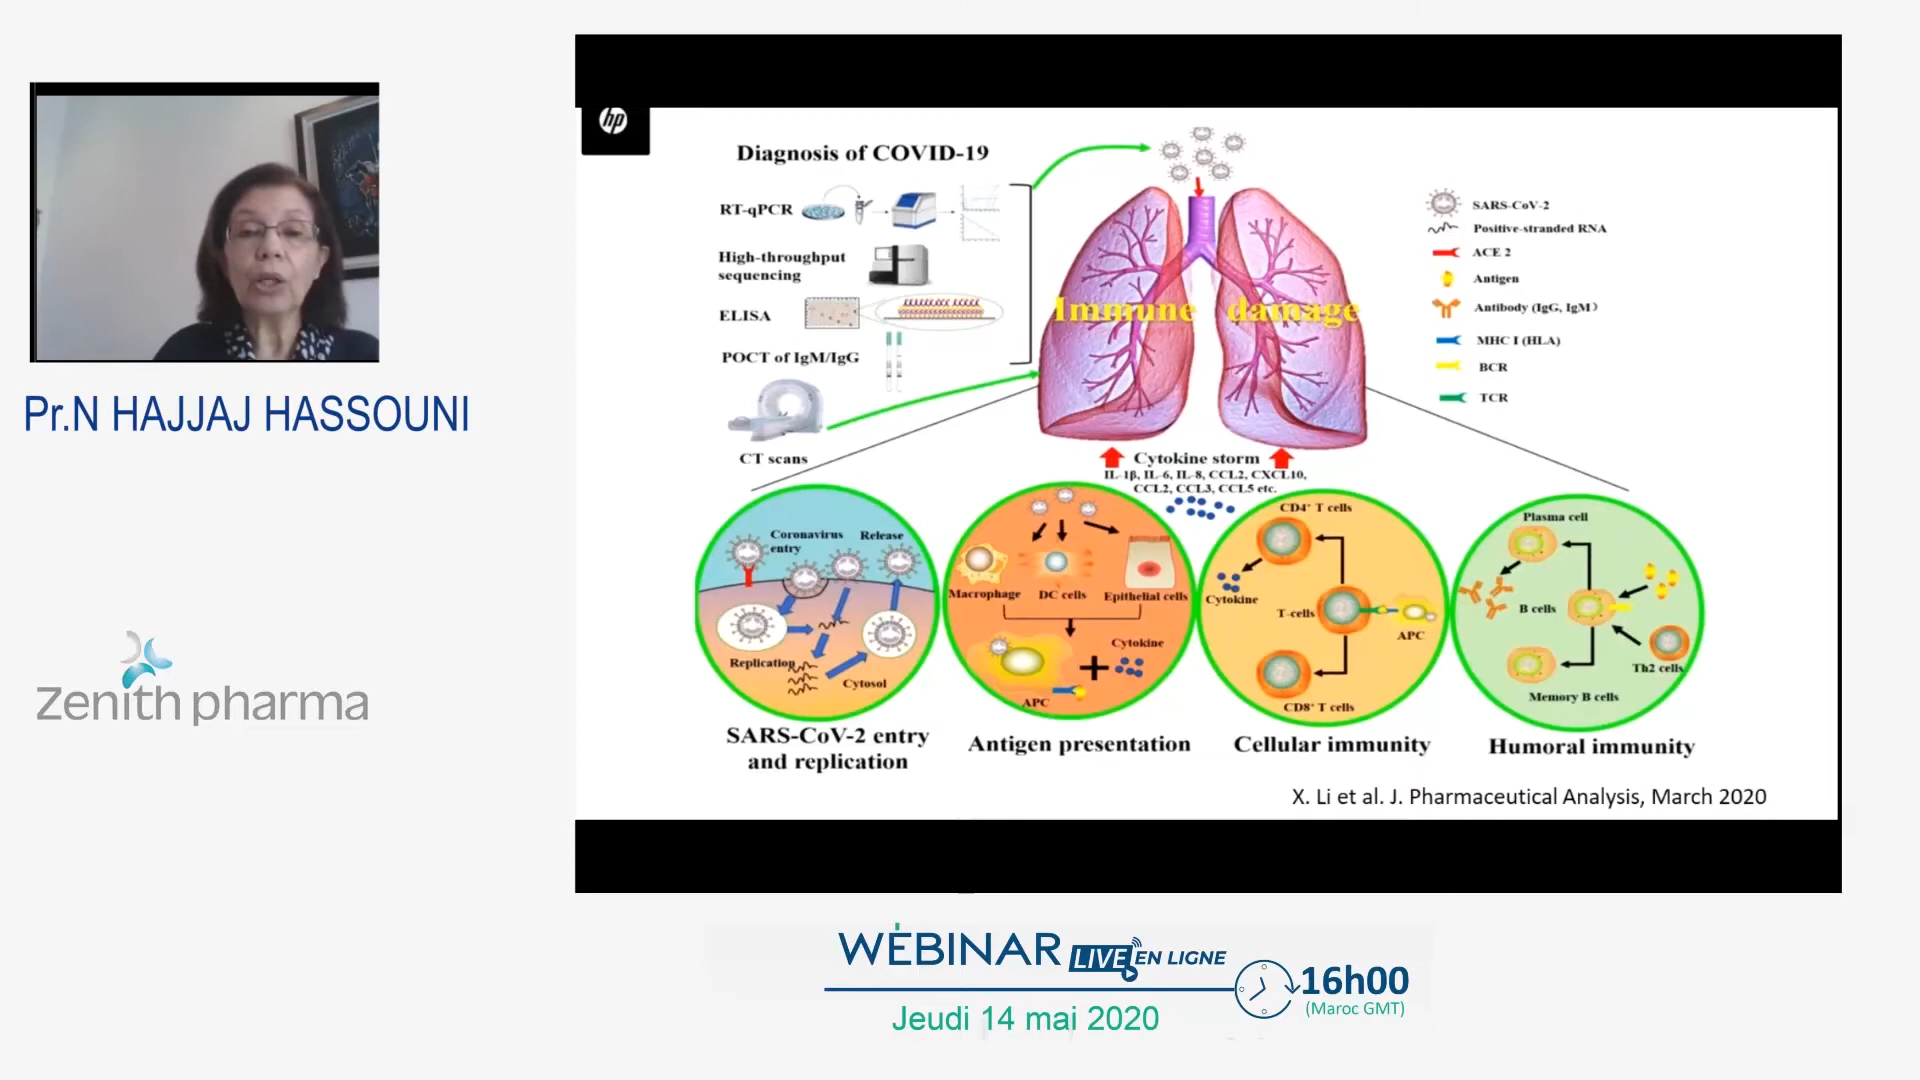 hp
Diagnosis of COVID-19
RT-qPCR
High-throughput
sequencing
ELISA
POCT of IgM/IgG
CT scans
Immune damage
SARS-CoV-2
Positive-stranded RNA
ACE 2
Antigen
Antibody (IgG, IgM)
MHC I (HLA)
BCR
TCR
Cytokine storm
IL-1β, IL-6, IL-8, CCL2, CXCL10,
CCL2, CCL3, CCL5 etc.
Coronavirus
entry
Release
Replication
Cytosol
SARS-CoV-2 entry
and replication
Macrophage
DC cells
Epithelial cells
Cytokine
APC
Antigen presentation
CD4⁺ T cells
Cytokine
T-cells
APC
CD8⁺ T cells
Cellular immunity
Plasma cell
B cells
Th2 cells
Memory B cells
Humoral immunity
X. Li et al. J. Pharmaceutical Analysis, March 2020
Pr.N HAJJAJ HASSOUNI
Zenith pharma
WEBINAR LIVE EN LIGNE
16h00
(Maroc GMT)
Jeudi 14 mai 2020